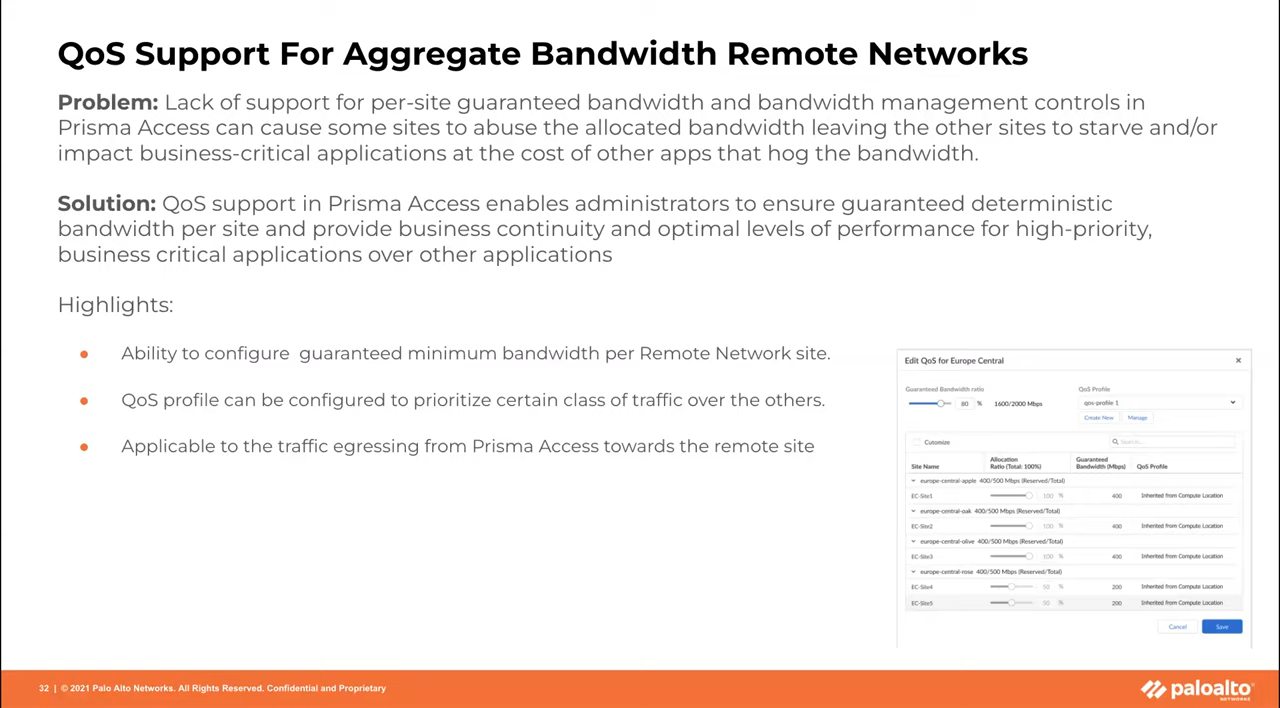 QoS Support For Aggregate Bandwidth Remote Networks
Problem: Lack of support for per-site guaranteed bandwidth and bandwidth management controls in
Prisma Access can cause some sites to abuse the allocated bandwidth leaving the other sites to starve and/or
impact business-critical applications at the cost of other apps that hog the bandwidth.
Solution: QoS support in Prisma Access enables administrators to ensure guaranteed deterministic
bandwidth per site and provide business continuity and optimal levels of performance for high-priority,
business critical applications over other applications
Highlights:
● Ability to configure  guaranteed minimum bandwidth per Remote Network site.
● QoS profile can be configured to prioritize certain class of traffic over the others.
● Applicable to the traffic egressing from Prisma Access towards the remote site
Edit QoS for Europe Central
Guaranteed Bandwidth ratio
80 % 1600/2000 Mbps
QoS Profile
qos-profile 1
Create New Manage
Cutomize
Search...
Site Name Allocation Ratio (Total: 100%) Guaranteed Bandwidth (Mbps) QoS Profile
europe-central-apple 400/500 Mbps (Reserved/Total)
EC-Site1 100 % 400 Inherited from Compute Location
europe-central-oak 400/500 Mbps (Reserved/Total)
EC-Site2 100 % 400 Inherited from Compute Location
europe-central-olive 400/500 Mbps (Reserved/Total)
EC-Site3 100 % 400 Inherited from Compute Location
europe-central-rose 400/500 Mbps (Reserved/Total)
EC-Site4 50 % 200 Inherited from Compute Location
EC-Site5 50 % 200 Inherited from Compute Location
Cancel Save
32 | © 2021 Palo Alto Networks. All Rights Reserved. Confidential and Proprietary
paloalto
NETWORKS